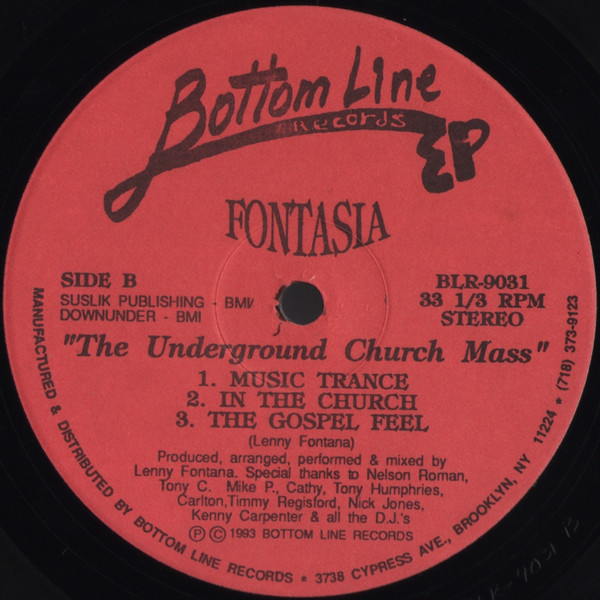 Bottom Line
Records
EP
FONTASIA
SIDE B
SUSLIK PUBLISHING - BMI
DOWNUNDER - BMI
BLR-9031
33 1/3 RPM
STEREO
"The Underground Church Mass"
1. MUSIC TRANCE
2. IN THE CHURCH
3. THE GOSPEL FEEL
(Lenny Fontana)
Produced, arranged, performed & mixed by
Lenny Fontana. Special thanks to Nelson Roman,
Tony C. Mike P., Cathy, Tony Humphries,
Carlton,Timmy Regisford, Nick Jones,
Kenny Carpenter & all the D.J.'s
Ⓟ © 1993 BOTTOM LINE RECORDS
MANUFACTURED & DISTRIBUTED BY BOTTOM LINE RECORDS * 3738 CYPRESS AVE., BROOKLYN, NY 11224 * (718) 373-9123